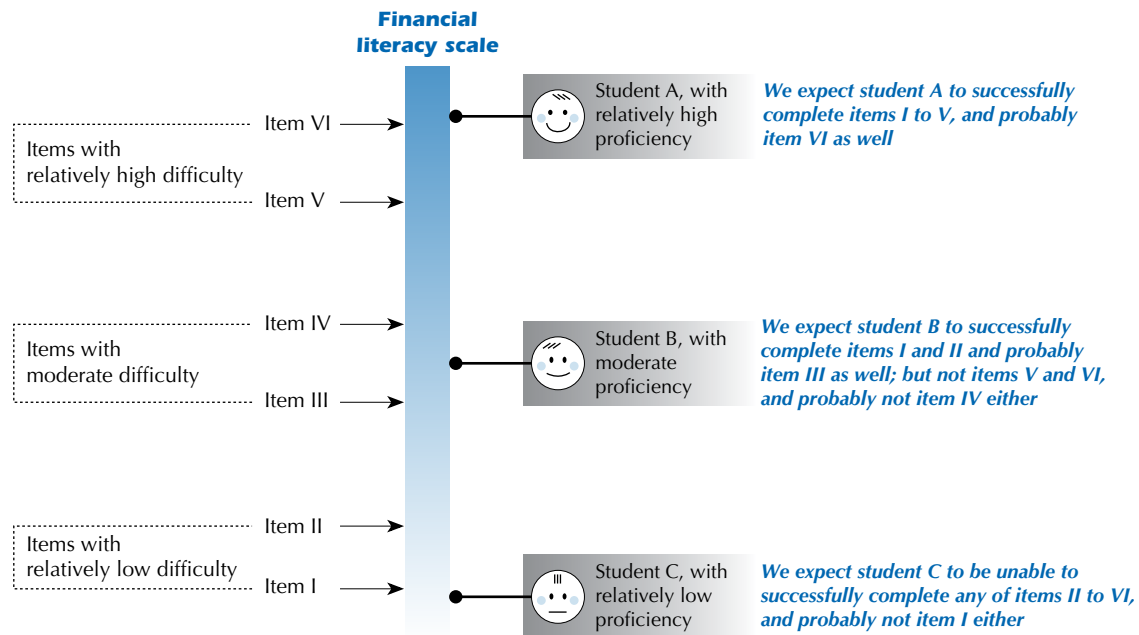 Financial
literacy scale
Item VI
Items with
relatively high difficulty
Item V
Student A, with
relatively high
proficiency
We expect student A to successfully
complete items I to V, and probably
item VI as well
Item IV
Items with
moderate difficulty
Item III
Student B, with
moderate
proficiency
We expect student B to successfully
complete items I and II and probably
item III as well; but not items V and VI,
and probably not item IV either
Item II
Items with
relatively low difficulty
Item I
Student C, with
relatively low
proficiency
We expect student C to be unable to
successfully complete any of items II to VI,
and probably not item I either